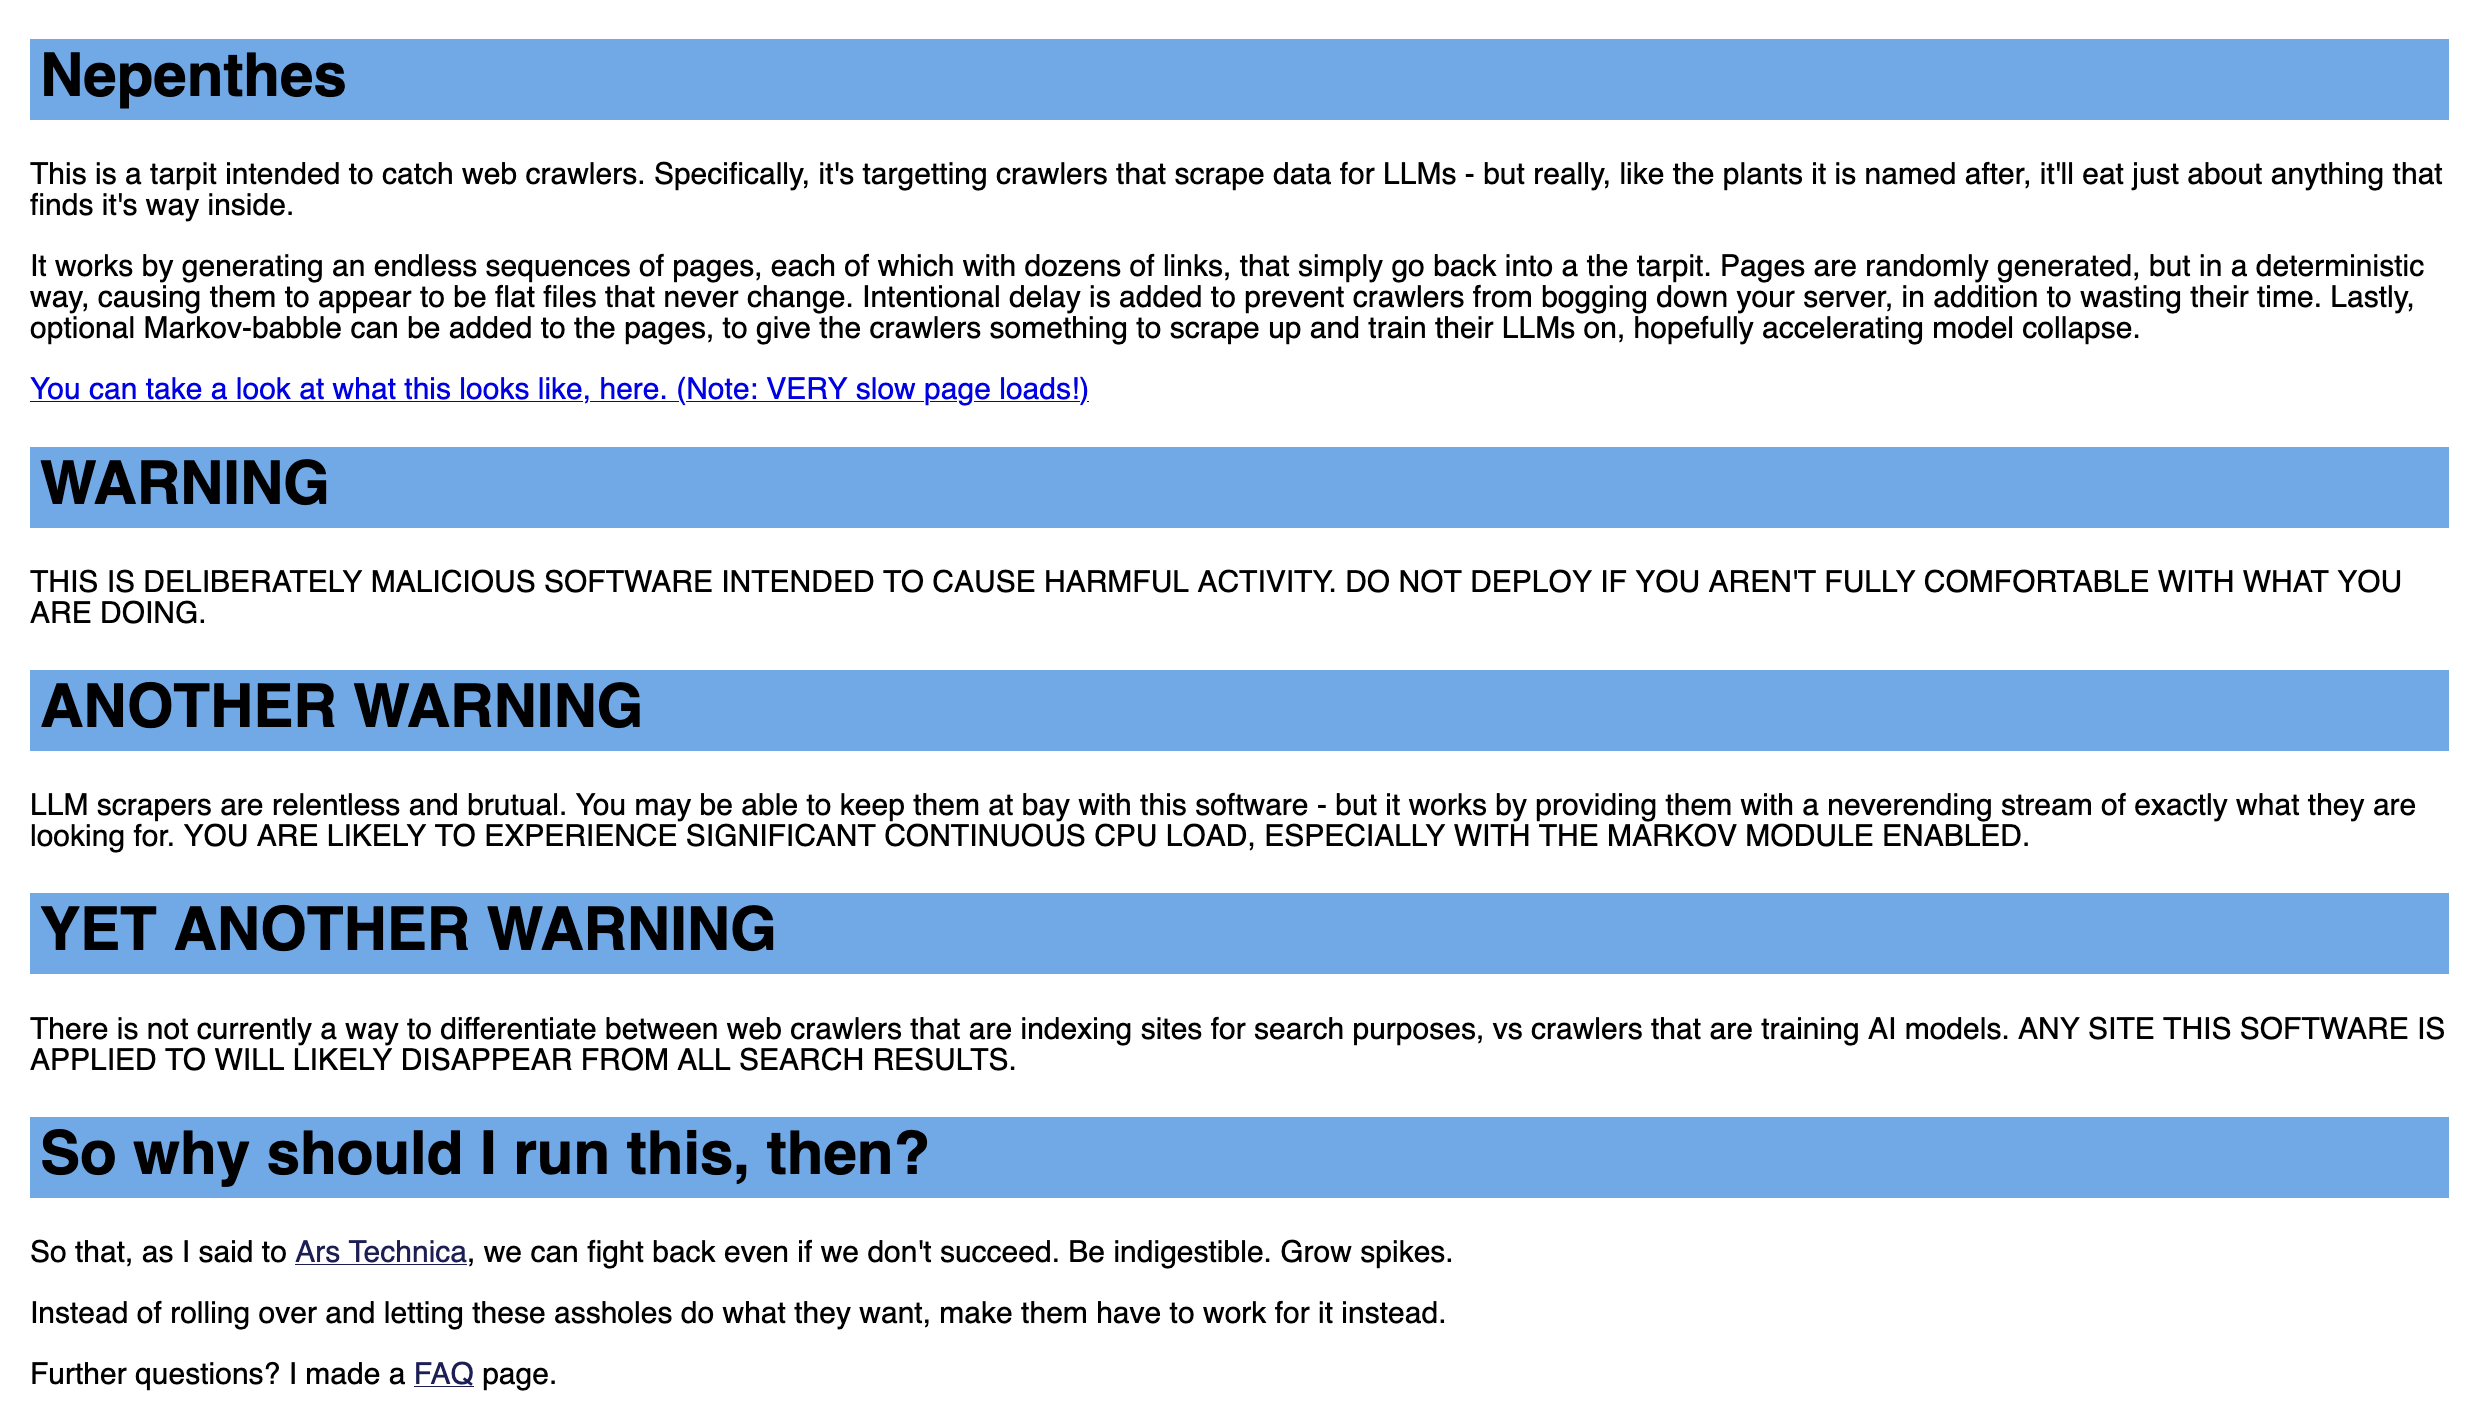 Nepenthes
This is a tarpit intended to catch web crawlers. Specifically, it's targetting crawlers that scrape data for LLMs - but really, like the plants it is named after, it'll eat just about anything that
finds it's way inside.
It works by generating an endless sequences of pages, each of which with dozens of links, that simply go back into a the tarpit. Pages are randomly generated, but in a deterministic
way, causing them to appear to be flat files that never change. Intentional delay is added to prevent crawlers from bogging down your server, in addition to wasting their time. Lastly,
optional Markov-babble can be added to the pages, to give the crawlers something to scrape up and train their LLMs on, hopefully accelerating model collapse.
You can take a look at what this looks like, here. (Note: VERY slow page loads!)
WARNING
THIS IS DELIBERATELY MALICIOUS SOFTWARE INTENDED TO CAUSE HARMFUL ACTIVITY. DO NOT DEPLOY IF YOU AREN'T FULLY COMFORTABLE WITH WHAT YOU
ARE DOING.
ANOTHER WARNING
LLM scrapers are relentless and brutual. You may be able to keep them at bay with this software - but it works by providing them with a neverending stream of exactly what they are
looking for. YOU ARE LIKELY TO EXPERIENCE SIGNIFICANT CONTINUOUS CPU LOAD, ESPECIALLY WITH THE MARKOV MODULE ENABLED.
YET ANOTHER WARNING
There is not currently a way to differentiate between web crawlers that are indexing sites for search purposes, vs crawlers that are training AI models. ANY SITE THIS SOFTWARE IS
APPLIED TO WILL LIKELY DISAPPEAR FROM ALL SEARCH RESULTS.
So why should I run this, then?
So that, as I said to Ars Technica, we can fight back even if we don't succeed. Be indigestible. Grow spikes.
Instead of rolling over and letting these assholes do what they want, make them have to work for it instead.
Further questions? I made a FAQ page.